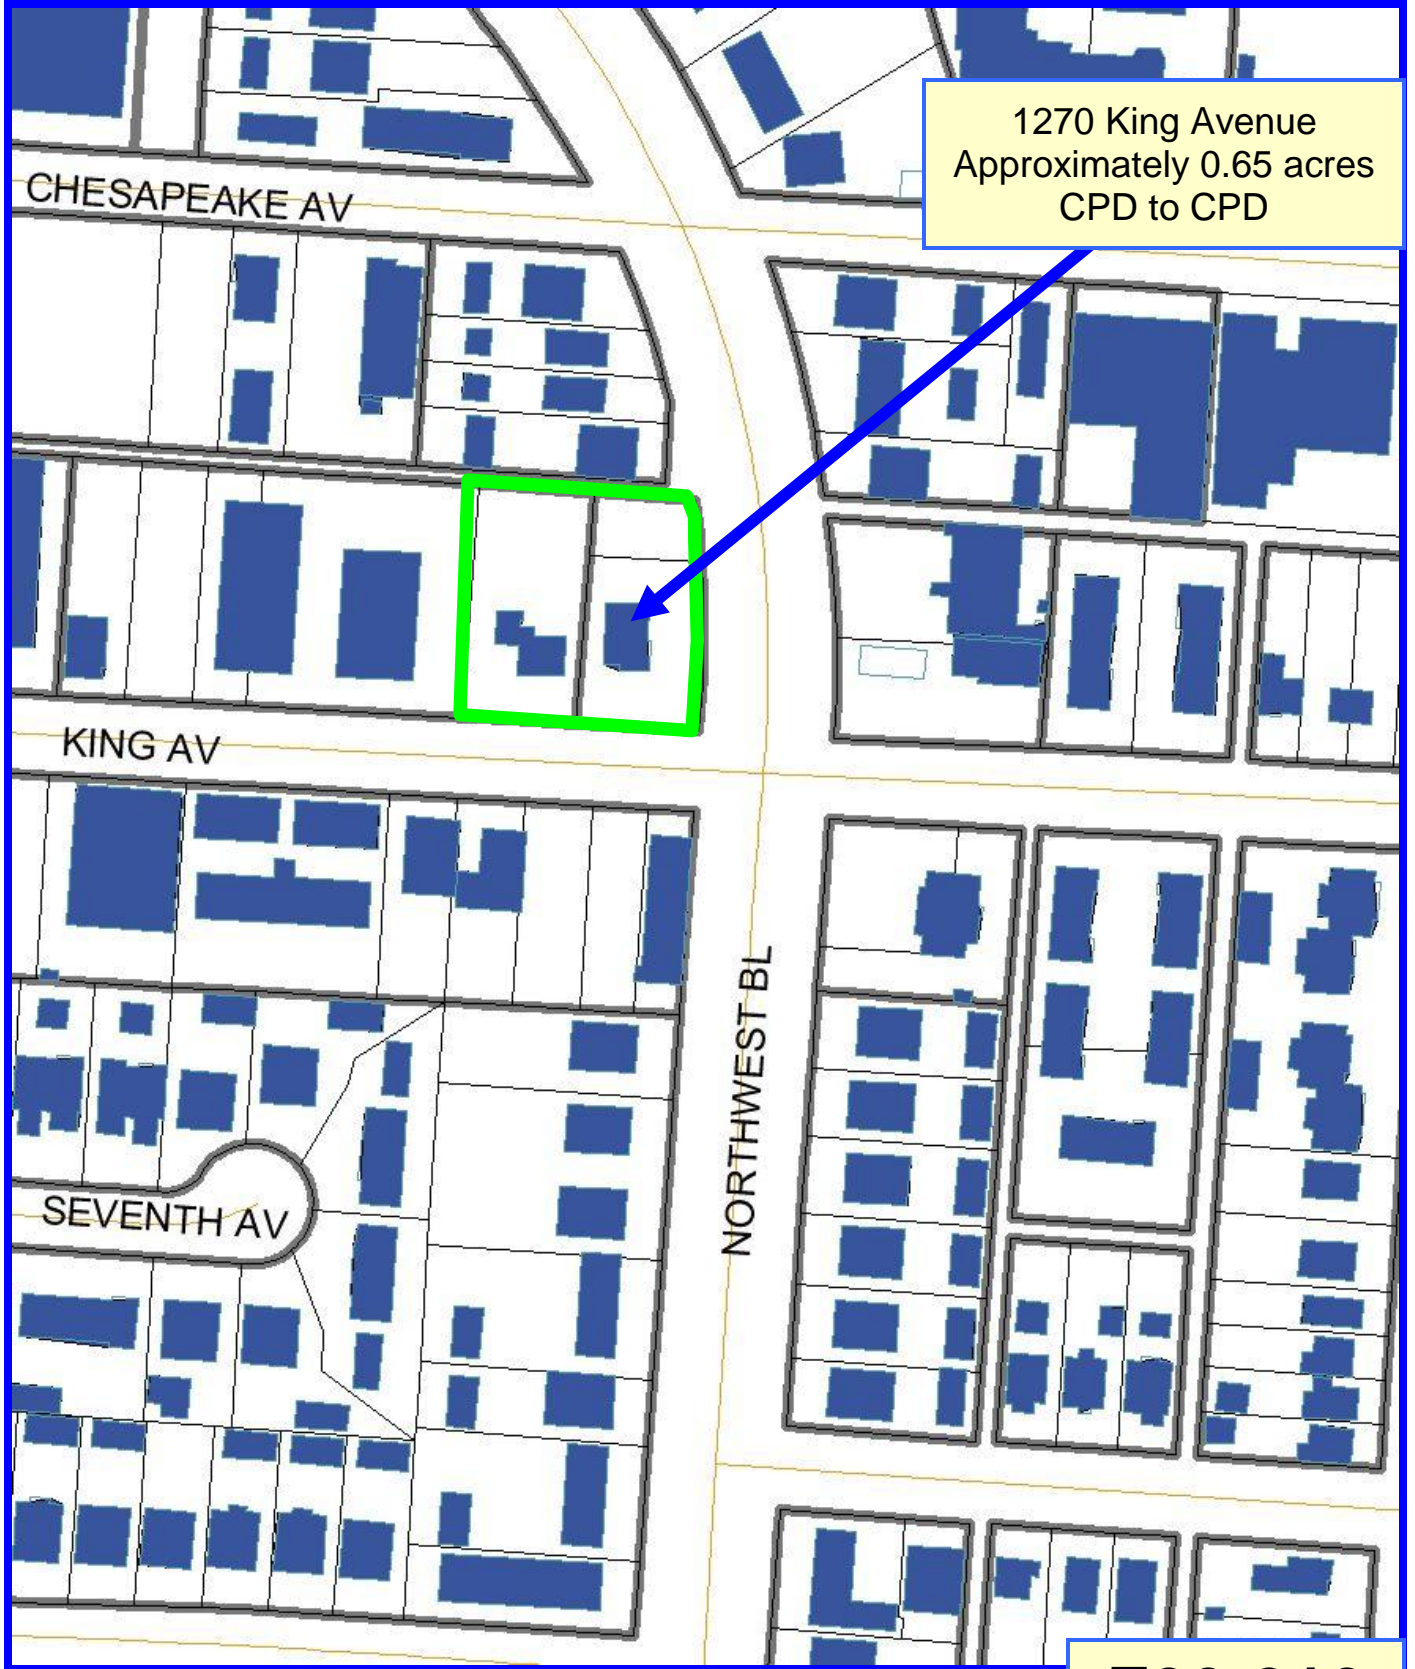 1270 King Avenue
Approximately 0.65 acres
CPD to CPD
CHESAPEAKE AV
KING AV
NORTHWEST BL
SEVENTH AV